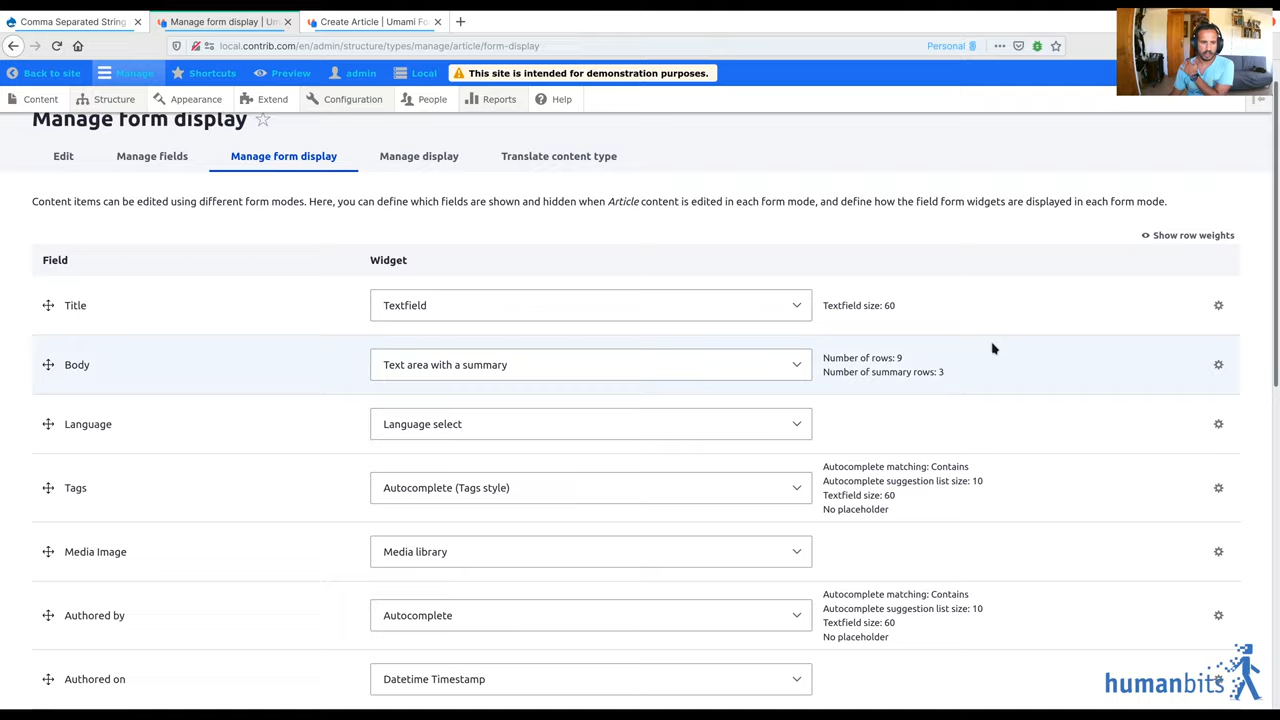 Comma Separated String
Manage form display | Um
Create Article | Umami Fo
local.contrib.com/en/admin/structure/types/manage/article/form-display
Personal
Back to site
Manage
Shortcuts
Preview
admin
Local
This site is intended for demonstration purposes.
Content
Structure
Appearance
Extend
Configuration
People
Reports
Help
Manage form display
Edit
Manage fields
Manage form display
Manage display
Translate content type
Content items can be edited using different form modes. Here, you can define which fields are shown and hidden when Article content is edited in each form mode, and define how the field form widgets are displayed in each form mode.
Show row weights
Field
Widget
Title
Textfield
Textfield size: 60
Body
Text area with a summary
Number of rows: 9
Number of summary rows: 3
Language
Language select
Tags
Autocomplete (Tags style)
Autocomplete matching: Contains
Autocomplete suggestion list size: 10
Textfield size: 60
No placeholder
Media Image
Media library
Authored by
Autocomplete
Autocomplete matching: Contains
Autocomplete suggestion list size: 10
Textfield size: 60
No placeholder
Authored on
Datetime Timestamp
humanbits